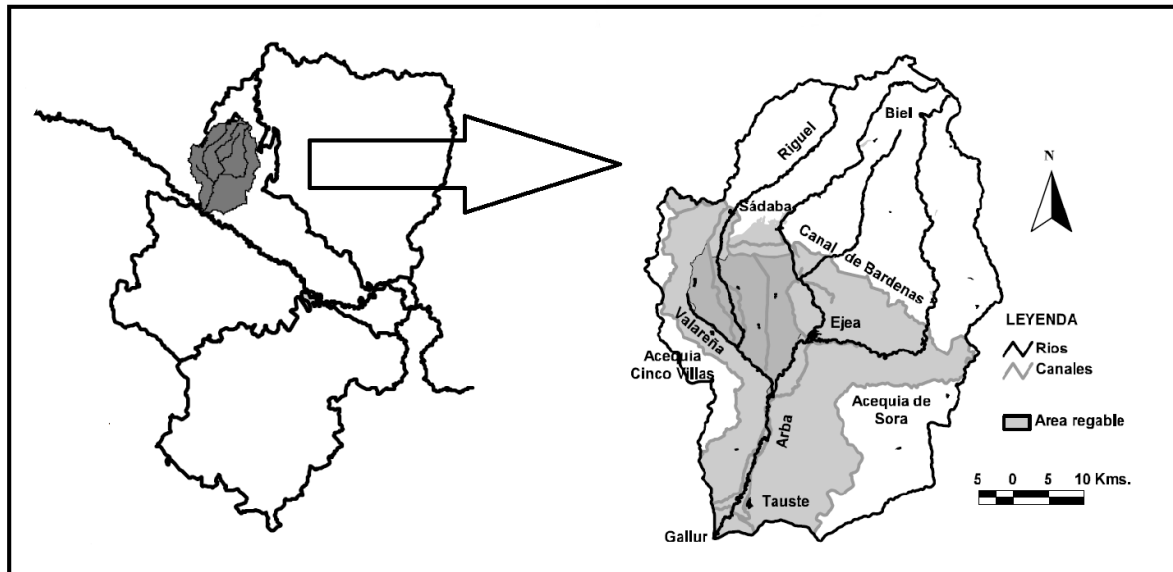 Biel
Riguel
N
Sádaba
Canal de Bardenas
LEYENDA
Ejea
Valareña
Rios
Acequia
Cinco Villas
Canales
Acequia de
Sora
Area regable
Arba
5 0 5 10 Kms.
Tauste
Gallur